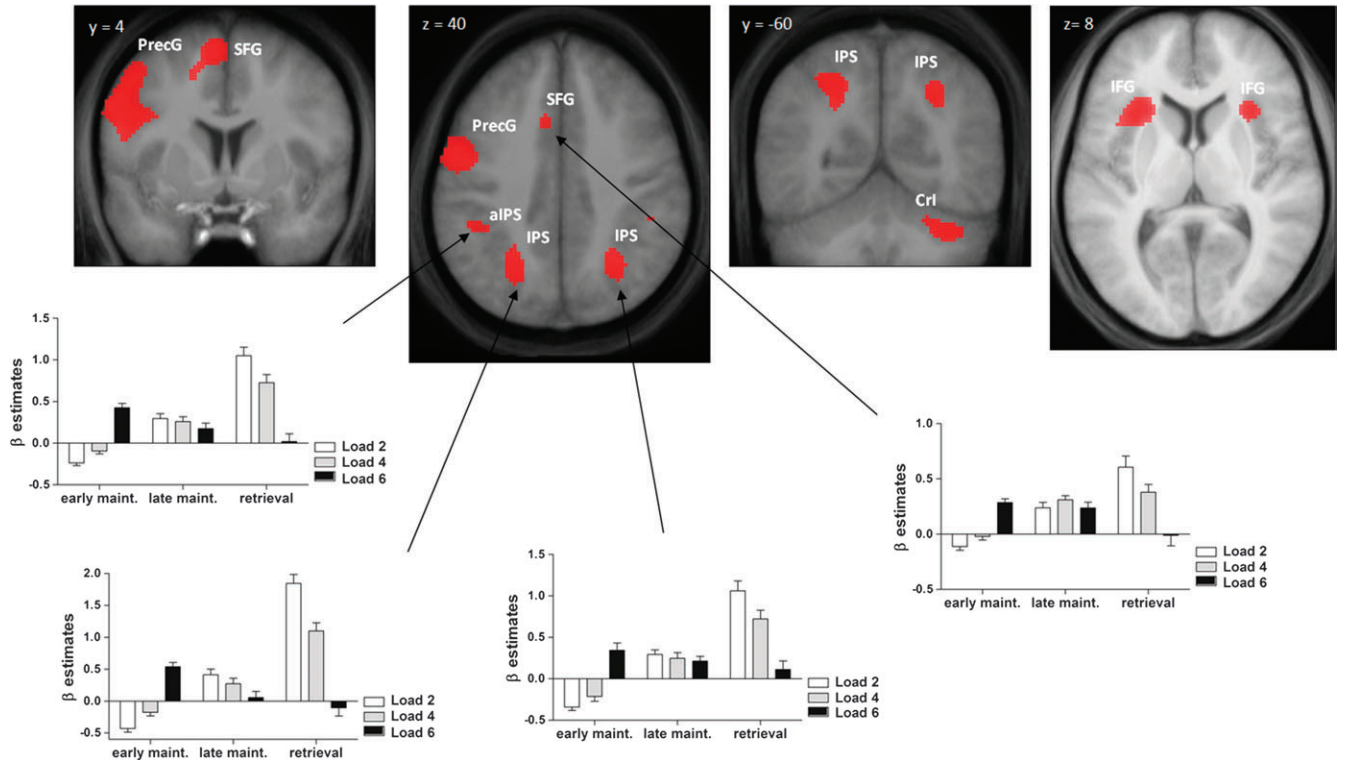 y = 4
PrecG
SFG
z = 40
SFG
PrecG
aIPS
IPS
IPS
y = -60
IPS
IPS
CrI
z= 8
IFG
IFG
β estimates
1.5
1.0
0.5
0.0
-0.5
early maint. late maint. retrieval
Load 2
Load 4
Load 6
β estimates
2.0
1.5
1.0
0.5
0.0
-0.5
early maint. late maint. retrieval
Load 2
Load 4
Load 6
β estimates
1.5
1.0
0.5
0.0
-0.5
early maint. late maint. retrieval
Load 2
Load 4
Load 6
β estimates
1.0
0.5
0.0
-0.5
early maint. late maint. retrieval
Load 2
Load 4
Load 6